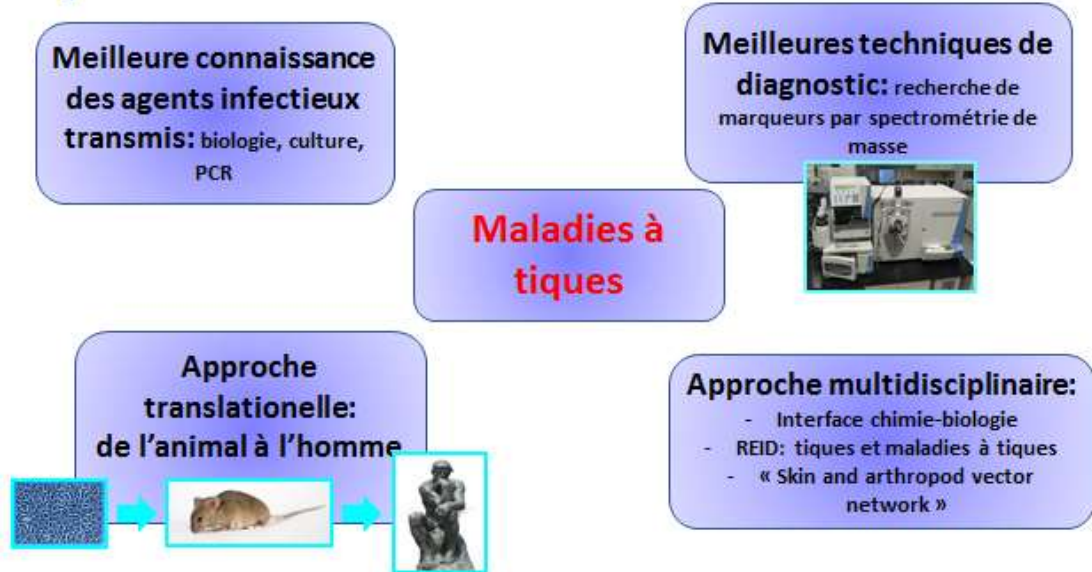 Meilleure connaissance
des agents infectieux
transmis: biologie, culture,
PCR
Meilleures techniques de
diagnostic: recherche de
marqueurs par spectrométrie de
masse
Maladies à
tiques
Approche
translationelle:
de l'animal à l'homme
Approche multidisciplinaire:
- Interface chimie-biologie
- REID: tiques et maladies à tiques
- « Skin and arthropod vector
network »